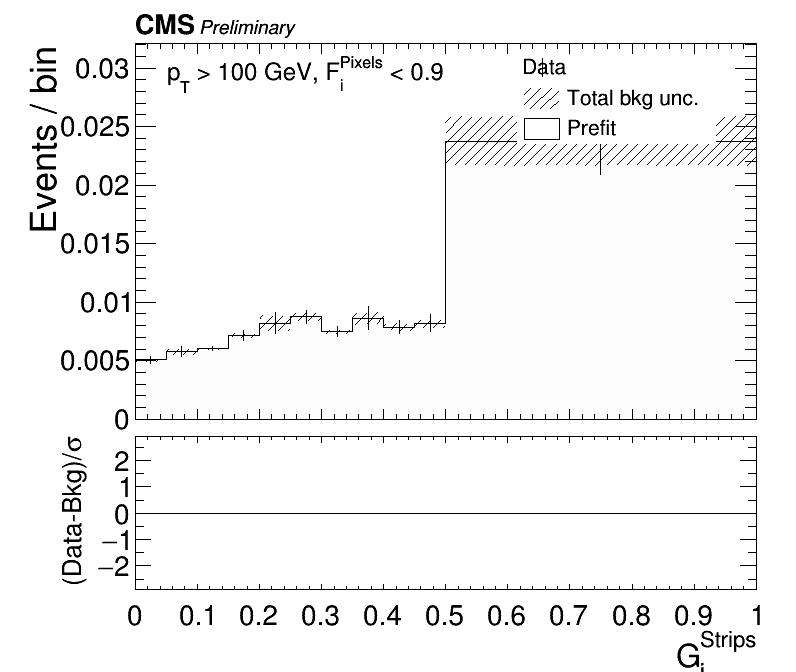 CMS Preliminary
Events / bin
p_T > 100 GeV, F_i^Pixels < 0.9
Data
Total bkg unc.
Prefit
0.03
0.025
0.02
0.015
0.01
0.005
0
(Data-Bkg)/σ
2
1
0
−1
−2
0 0.1 0.2 0.3 0.4 0.5 0.6 0.7 0.8 0.9 1
G_i^Strips